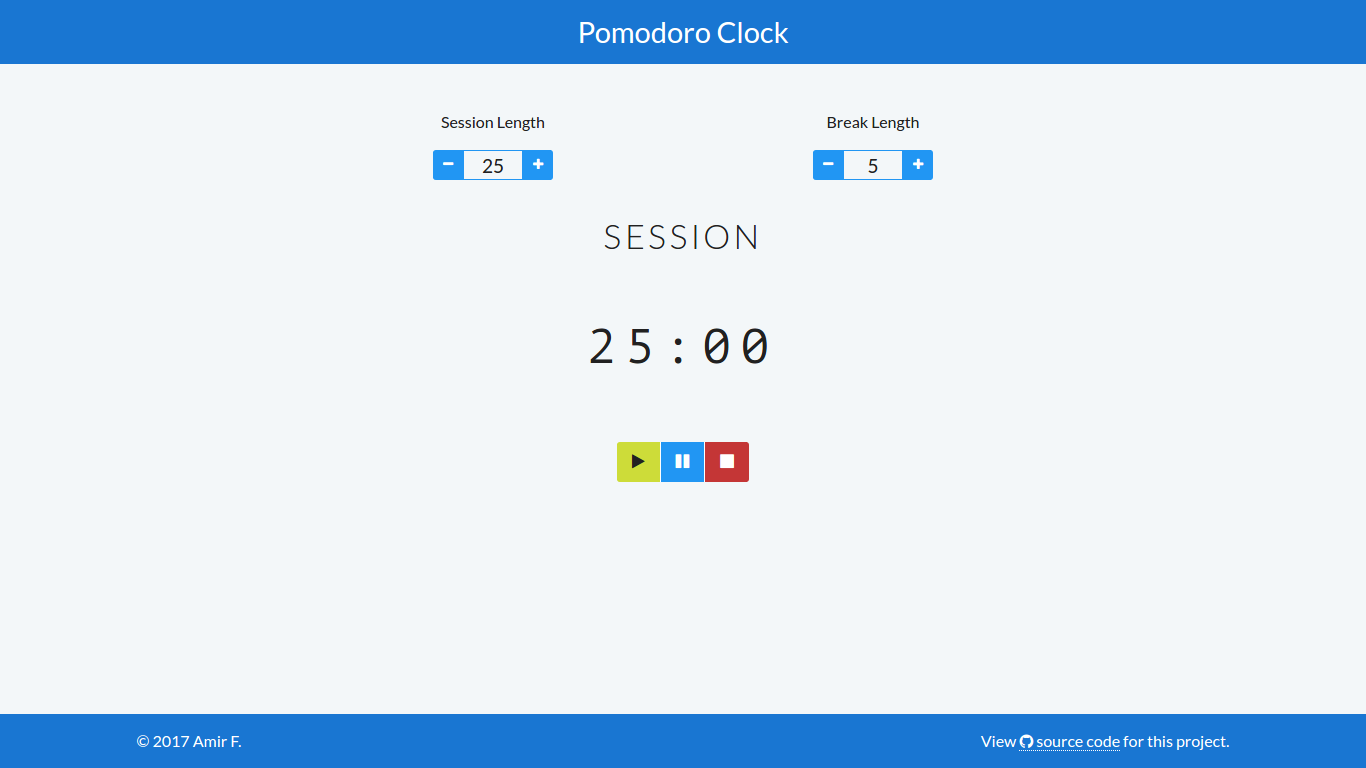 Pomodoro Clock
Session Length
Break Length
25
5
SESSION
25:00
© 2017 Amir F.
View source code for this project.